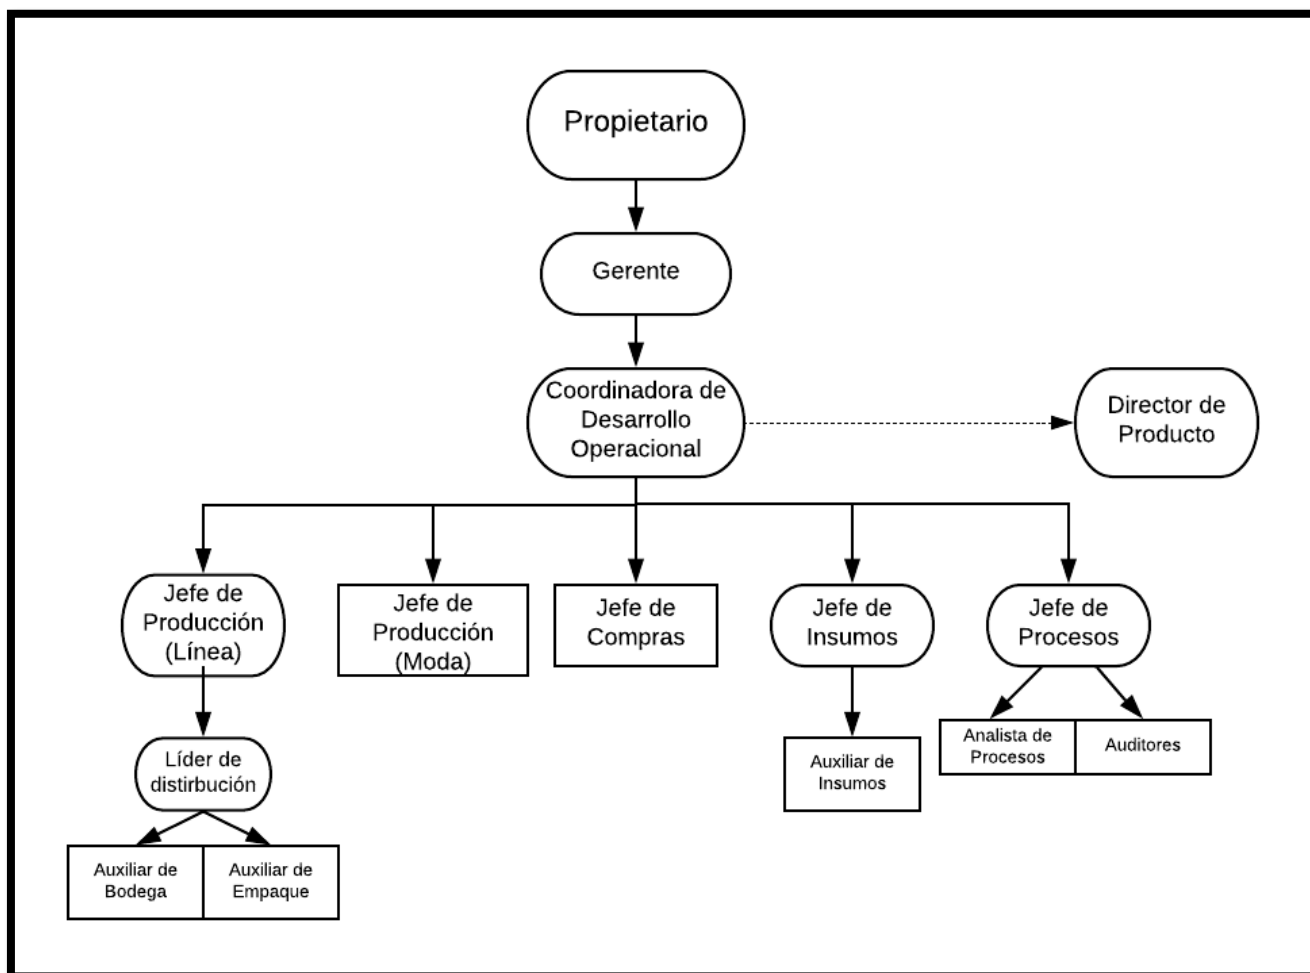 Propietario
Gerente
Coordinadora de
Desarrollo
Operacional
Director de
Producto
Jefe de
Producción
(Línea)
Jefe de
Producción
(Moda)
Jefe de
Compras
Jefe de
Insumos
Jefe de
Procesos
Líder de
distirbución
Auxiliar de
Insumos
Analista de
Procesos
Auditores
Auxiliar de
Bodega
Auxiliar de
Empaque